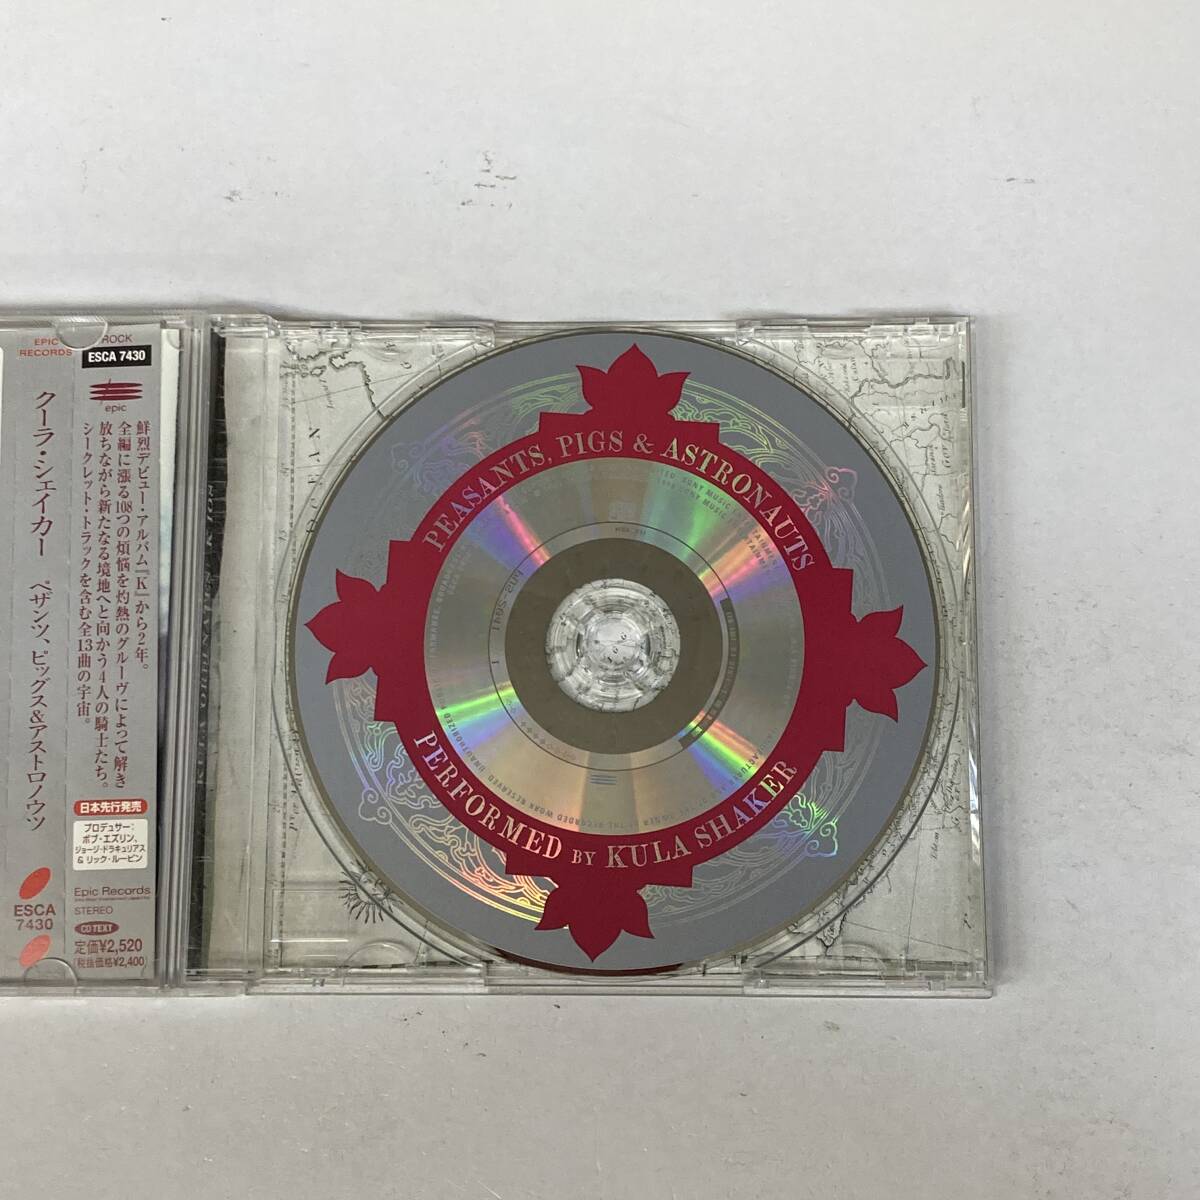 EPIC
RECORDS
クーラ・シェイカー ペザンツ、ピッグス&アストロノウツ
ESCA
7430
ROCK
ESCA 7430
epic
鮮烈デビュー・アルバム『K』から2年。
全編に漲る108つの煩悩を灼熱のグルーヴによって解き
放ちながら新たなる境地へと向かう4人の騎士たち。
シークレット・トラックを含む全13曲の宇宙。
日本先行発売
プロデュサー:
ボブ・エズリン、
ジョージ・ドラキュリアス
& リック・ルービン
Epic Records
STEREO
CD TEXT
定価¥2,520
(税抜価格¥2,400
PEASANTS, PIGS & ASTRONAUTS
PERFORMED BY KULA SHAKER